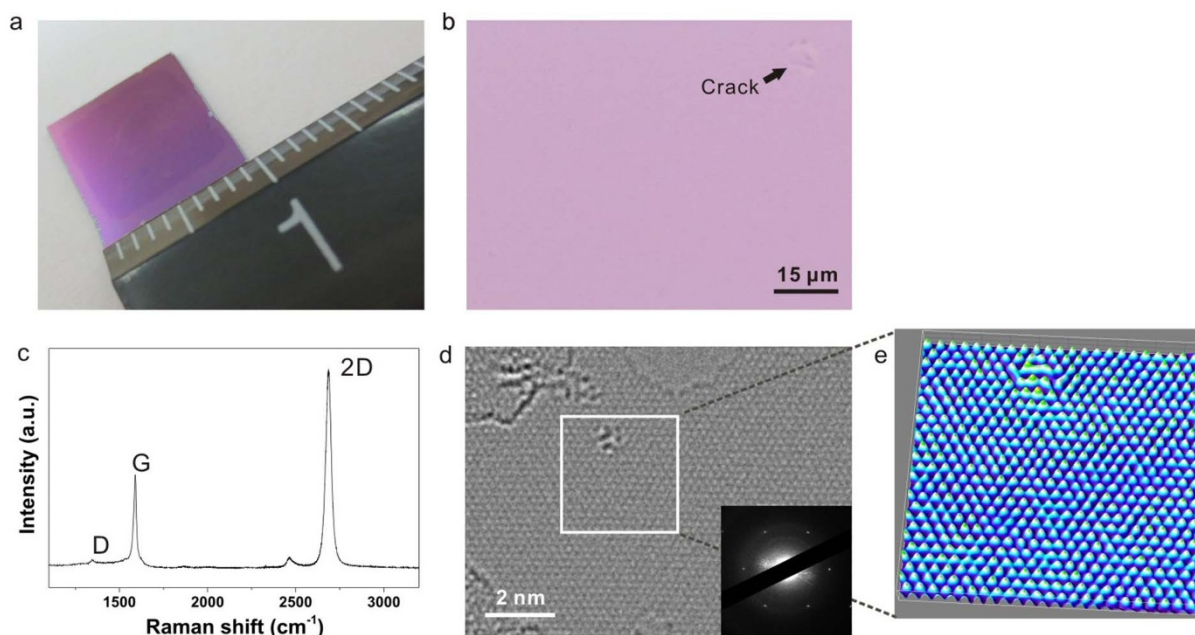 a
1
b
Crack
15 µm
c
Intensity (a.u.)
D
G
2D
1500
2000
2500
3000
Raman shift (cm⁻¹)
d
2 nm
e